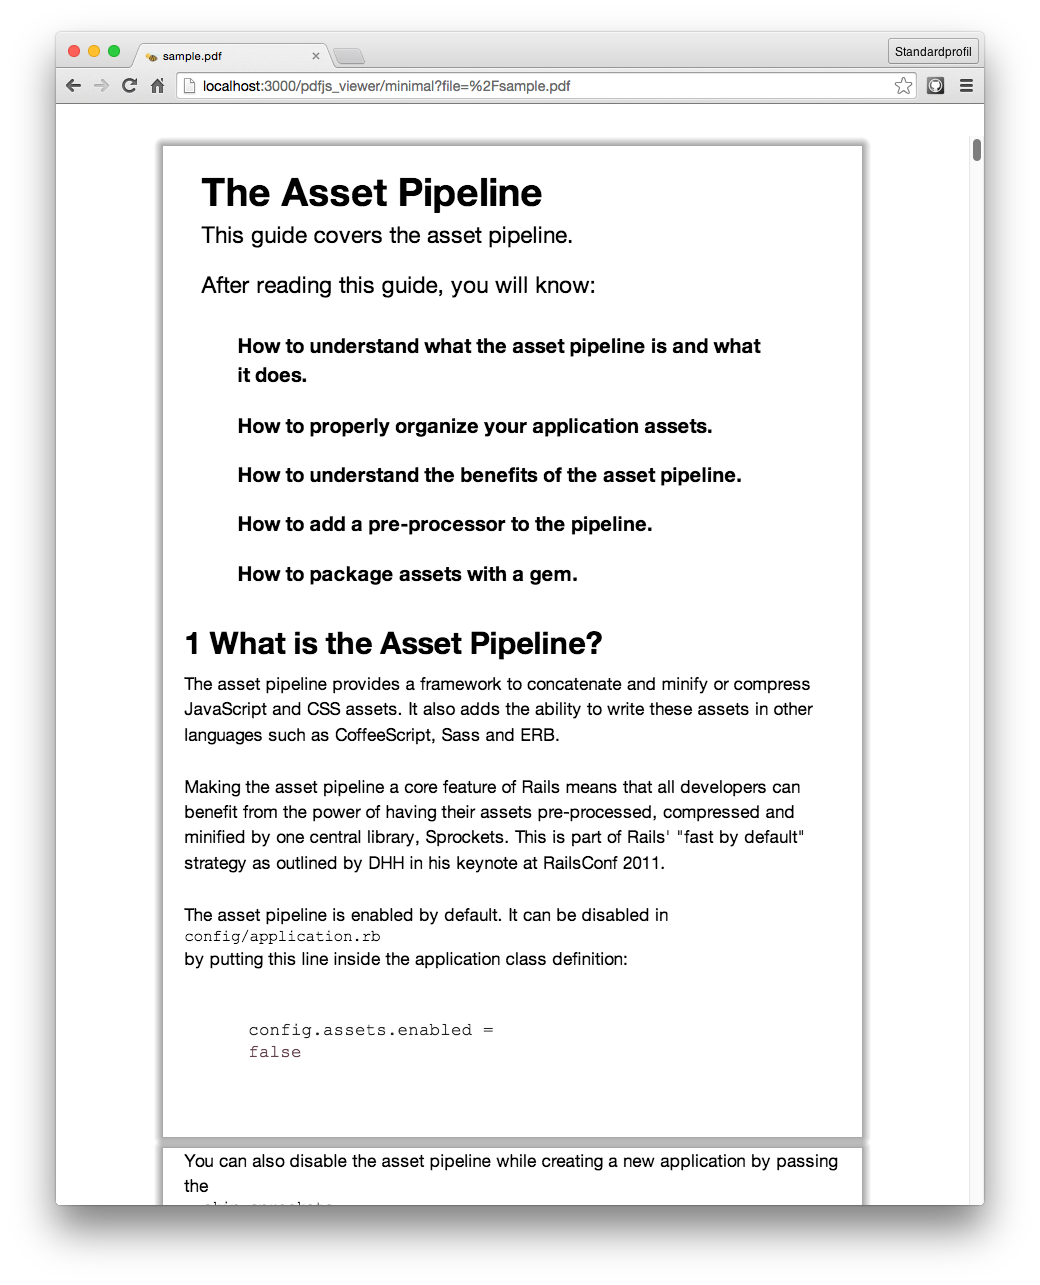 sample.pdf
Standardprofil
localhost:3000/pdfjs_viewer/minimal?file=%2Fsample.pdf
The Asset Pipeline
This guide covers the asset pipeline.
After reading this guide, you will know:
How to understand what the asset pipeline is and what
it does.
How to properly organize your application assets.
How to understand the benefits of the asset pipeline.
How to add a pre-processor to the pipeline.
How to package assets with a gem.
1 What is the Asset Pipeline?
The asset pipeline provides a framework to concatenate and minify or compress
JavaScript and CSS assets. It also adds the ability to write these assets in other
languages such as CoffeeScript, Sass and ERB.
Making the asset pipeline a core feature of Rails means that all developers can
benefit from the power of having their assets pre-processed, compressed and
minified by one central library, Sprockets. This is part of Rails' "fast by default"
strategy as outlined by DHH in his keynote at RailsConf 2011.
The asset pipeline is enabled by default. It can be disabled in
config/application.rb
by putting this line inside the application class definition:
config.assets.enabled =
false
You can also disable the asset pipeline while creating a new application by passing
the